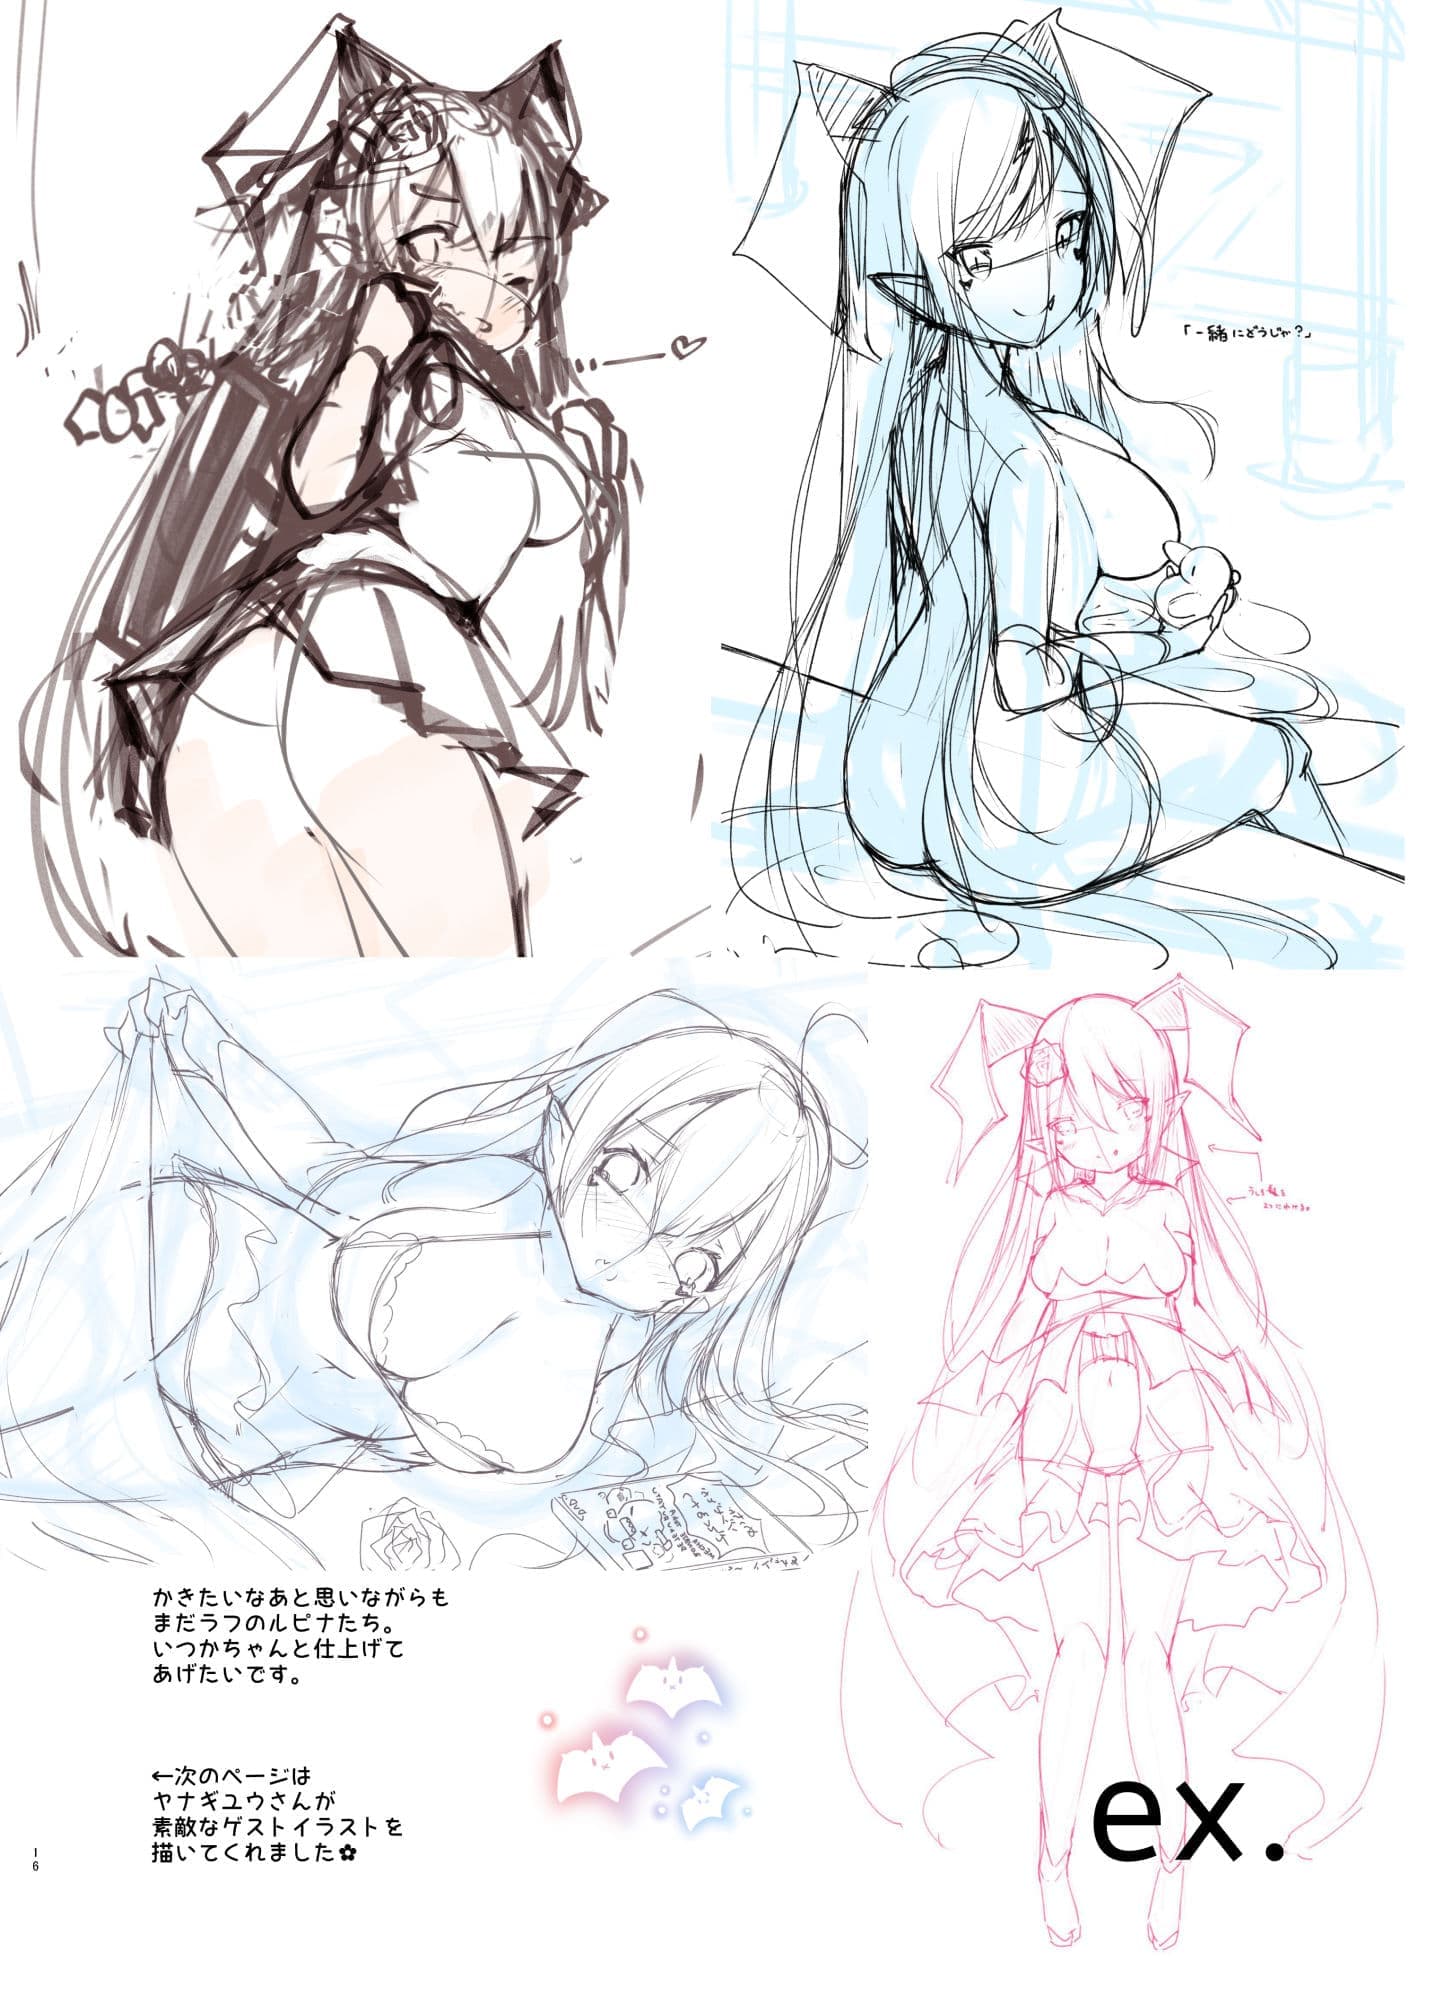 「一緒にどうじゃ？」
かきたいなあと思いながらも
まだラフのルピナたち。
いつかちゃんと仕上げて
あげたいです。
←次のページは
ヤナギユウさんが
素敵なゲストイラストを
描いてくれました✿
ex.
16